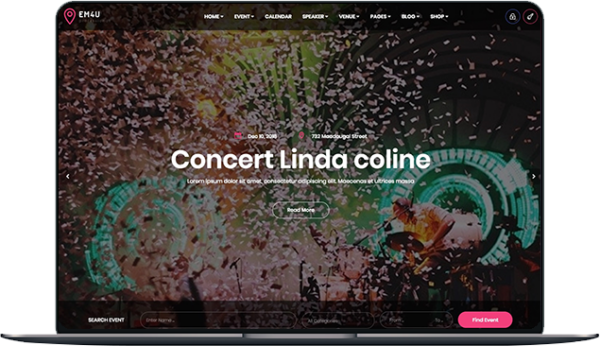 EM4U
HOME EVENT CALENDAR SPEAKER VENUE PAGES BLOG SHOP
Dec 10, 2018 732 Macdougal Street
Concert Linda coline
Lorem ipsum dolor sit amet, consectetur adipiscing elit. Maecenas at ultrices massa.
Read More
SEARCH EVENT Enter Name... All Categories Find Event